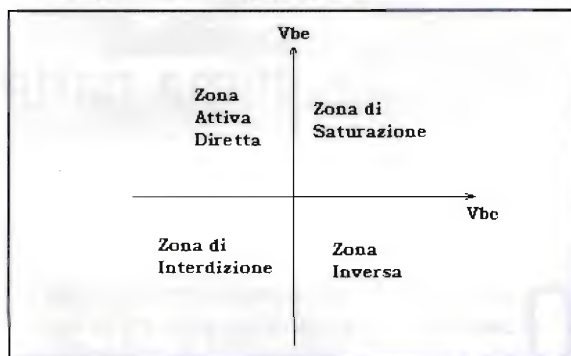 Vbe
Zona
Attiva
Diretta
Zona di
Saturazione
Vbc
Zona di
Interdizione
Zona
Inversa